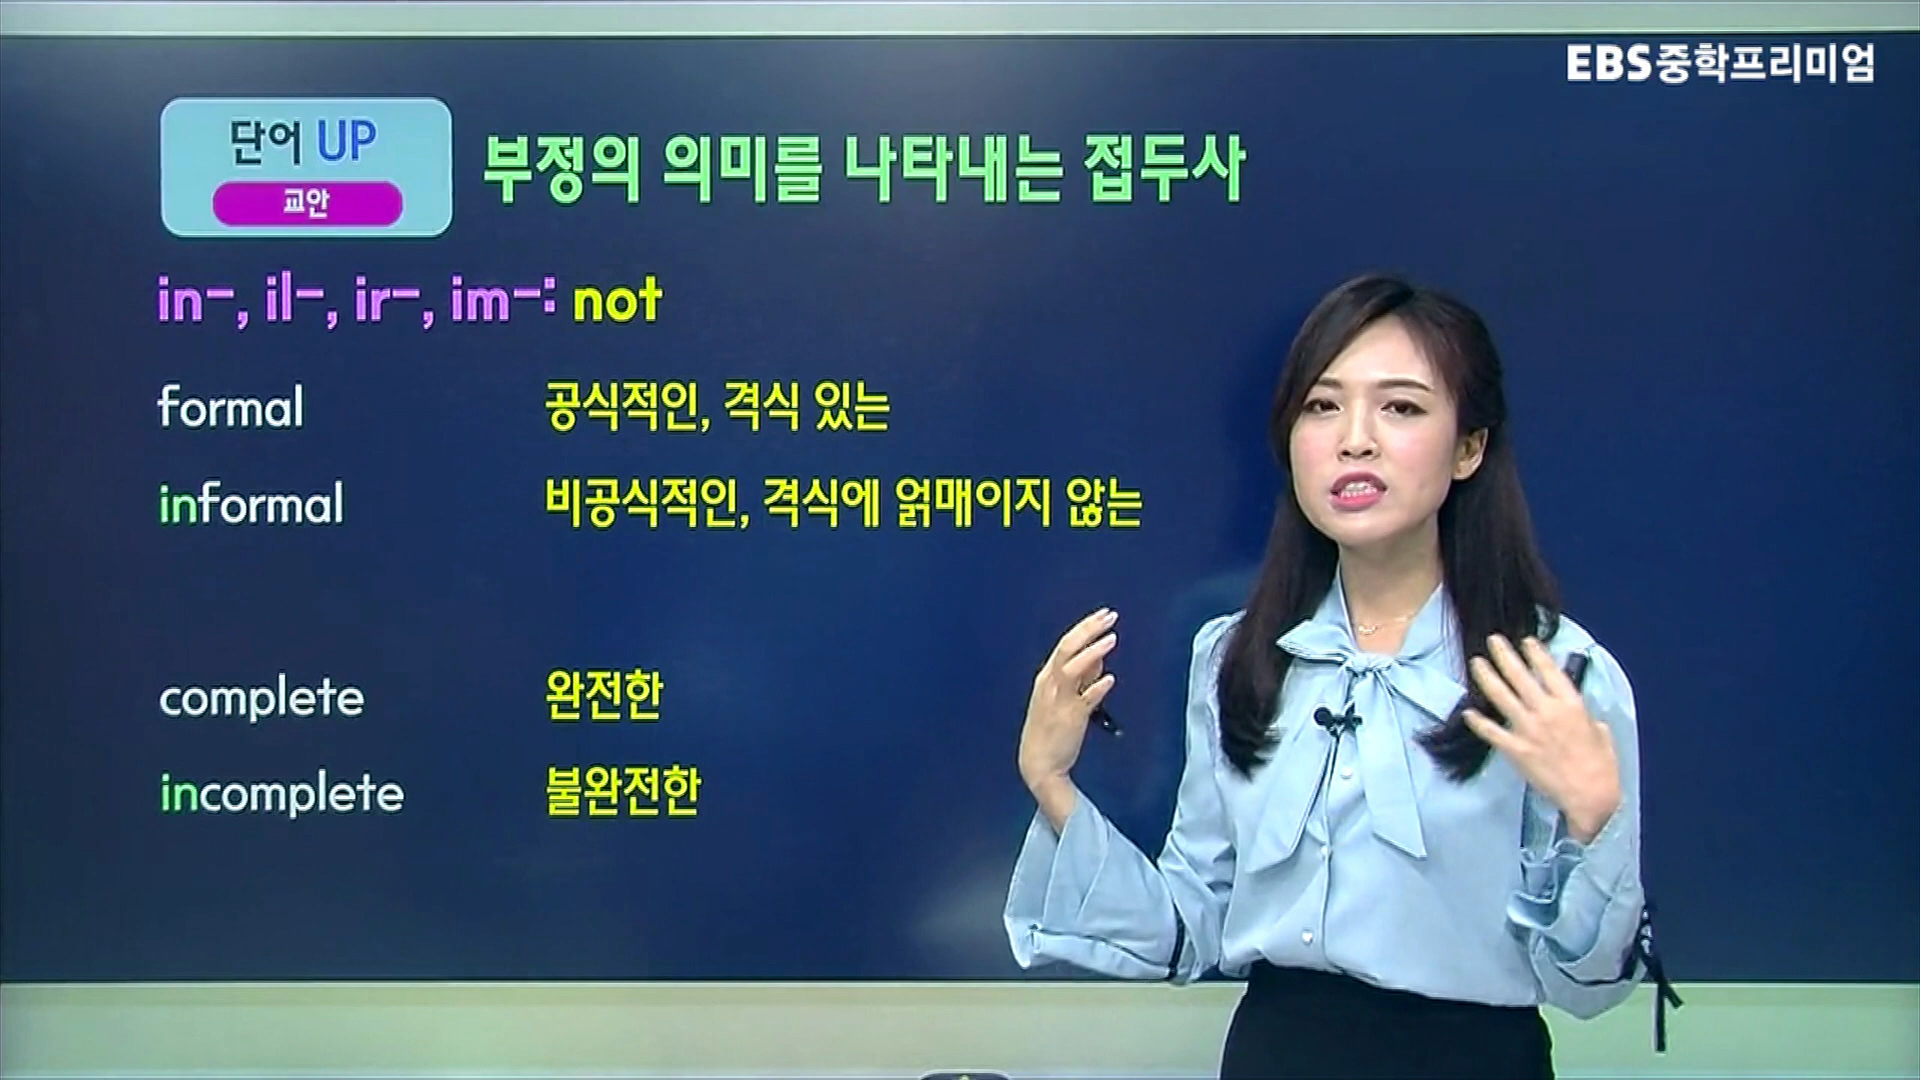 EBS중학프리미엄
단어 UP
교안
부정의 의미를 나타내는 접두사
in-, il-, ir-, im-: not
formal 공식적인, 격식 있는
informal 비공식적인, 격식에 얽매이지 않는
complete 완전한
incomplete 불완전한